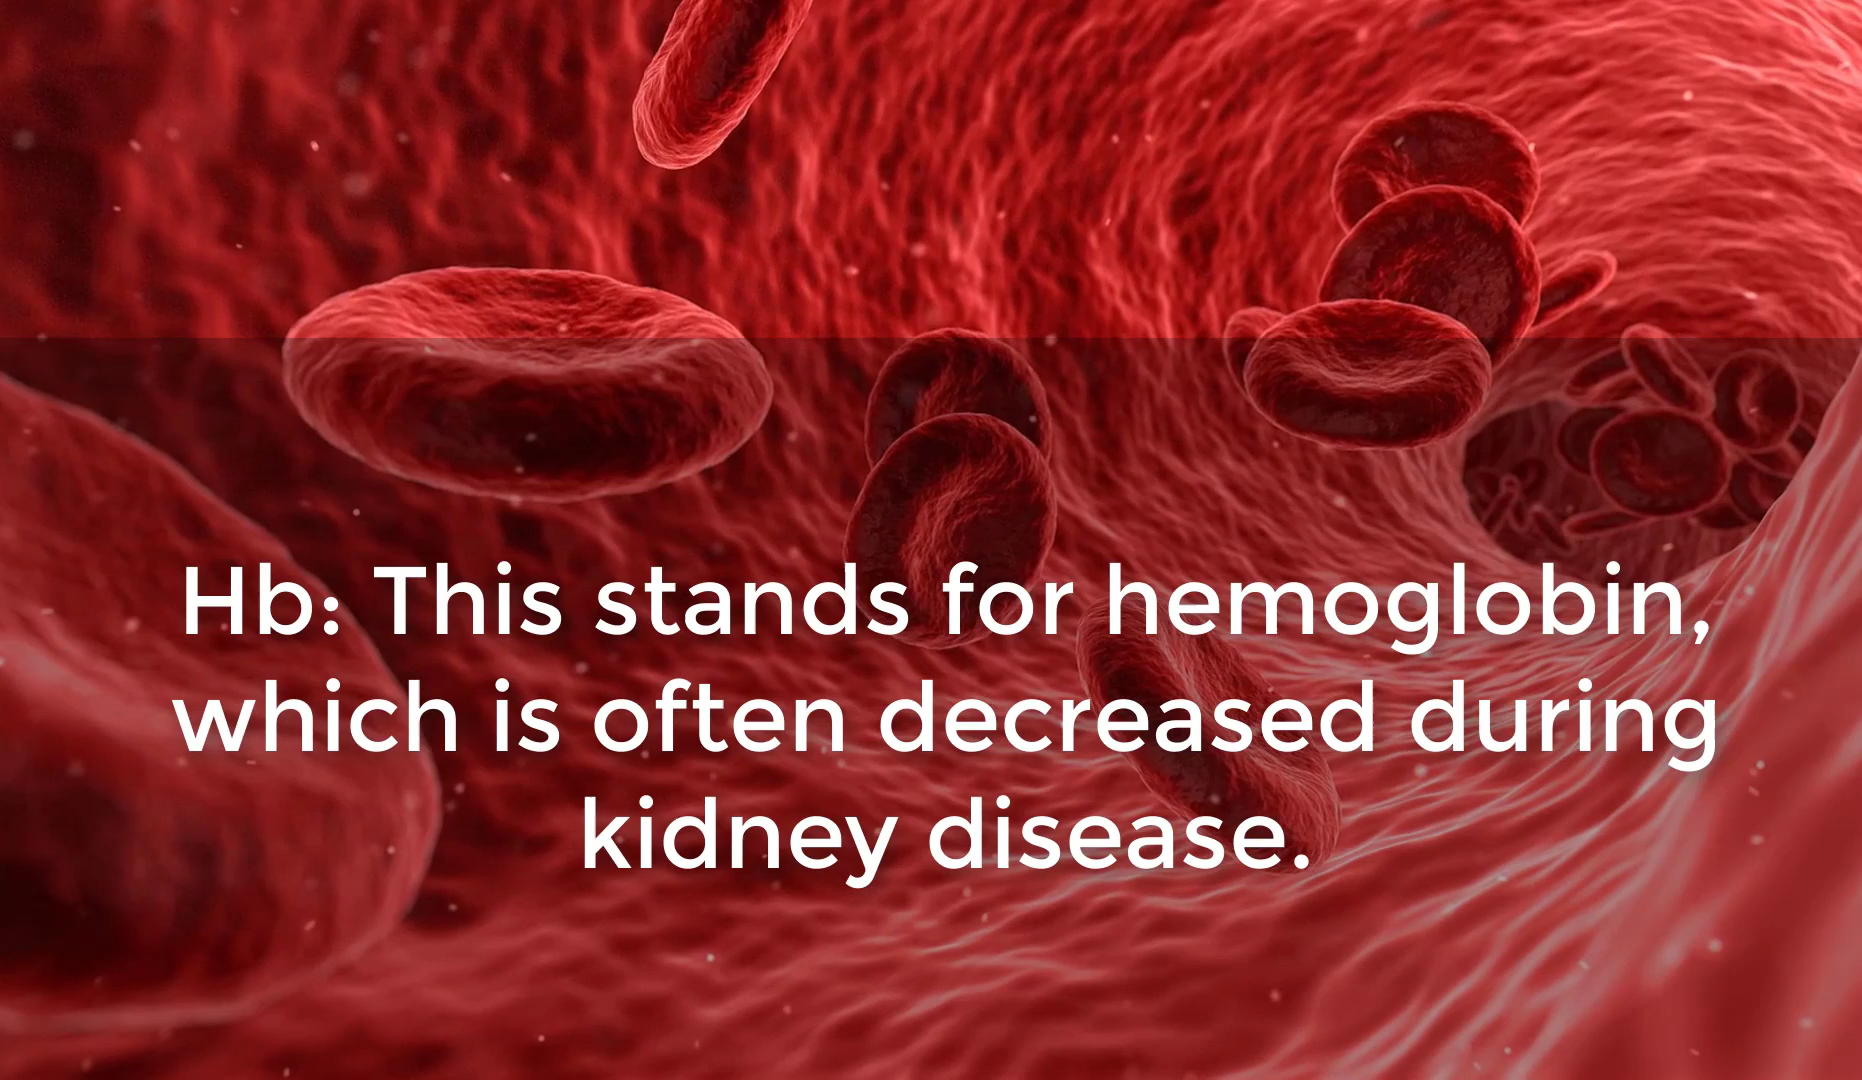 Hb: This stands for hemoglobin,
which is often decreased during
kidney disease.